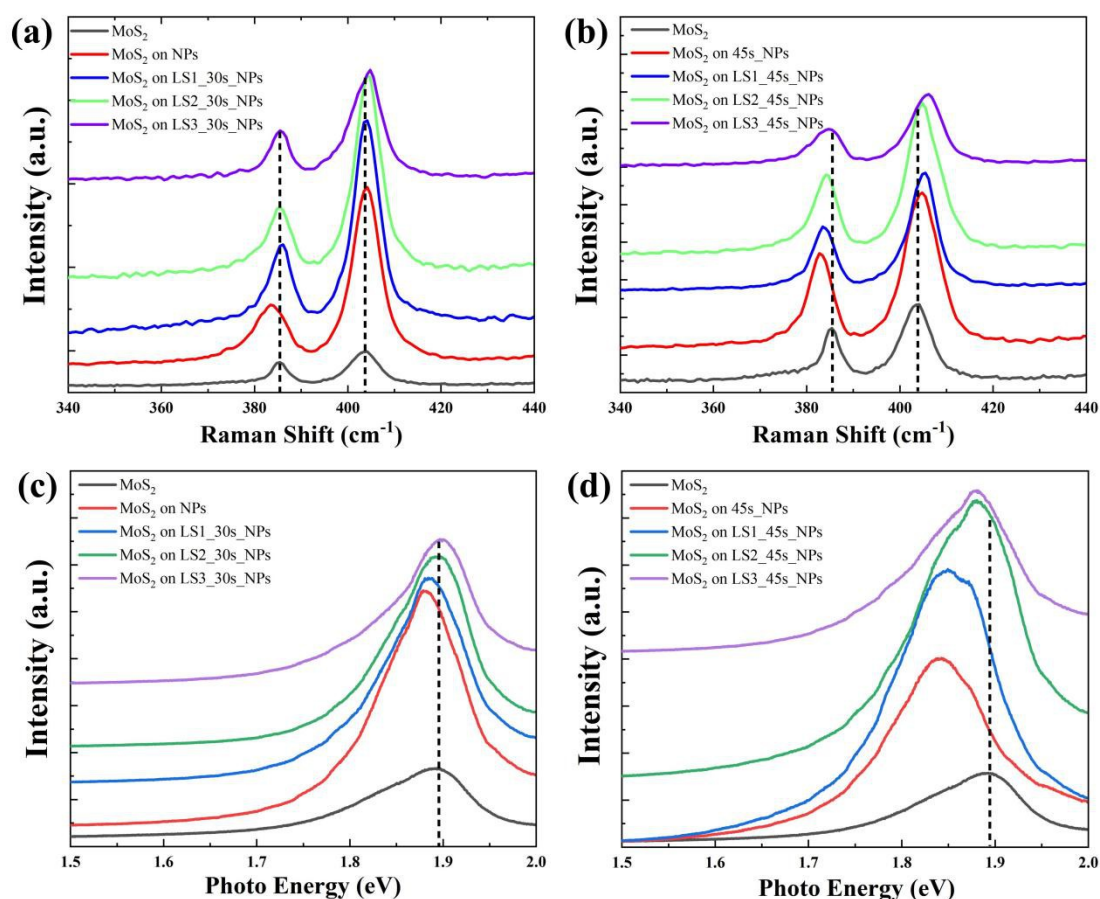 (a)
MoS₂
MoS₂ on NPs
MoS₂ on LS1_30s_NPs
MoS₂ on LS2_30s_NPs
MoS₂ on LS3_30s_NPs
Intensity (a.u.)
340 360 380 400 420 440
Raman Shift (cm⁻¹)
(b)
MoS₂
MoS₂ on 45s_NPs
MoS₂ on LS1_45s_NPs
MoS₂ on LS2_45s_NPs
MoS₂ on LS3_45s_NPs
Intensity (a.u.)
340 360 380 400 420 440
Raman Shift (cm⁻¹)
(c)
MoS₂
MoS₂ on NPs
MoS₂ on LS1_30s_NPs
MoS₂ on LS2_30s_NPs
MoS₂ on LS3_30s_NPs
Intensity (a.u.)
1.5 1.6 1.7 1.8 1.9 2.0
Photo Energy (eV)
(d)
MoS₂
MoS₂ on 45s_NPs
MoS₂ on LS1_45s_NPs
MoS₂ on LS2_45s_NPs
MoS₂ on LS3_45s_NPs
Intensity (a.u.)
1.5 1.6 1.7 1.8 1.9 2.0
Photo Energy (eV)